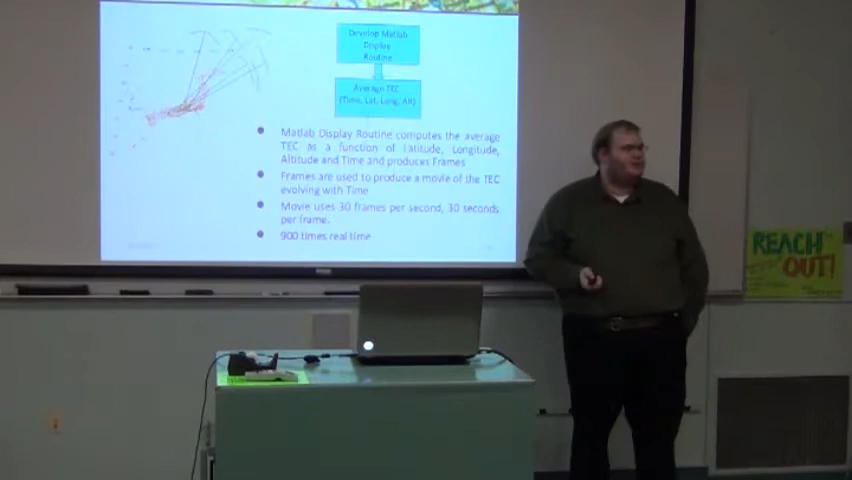 Develop Matlab
Display
Routine
Average TEC
(Time, Lat, Long, Alt)
Matlab Display Routine computes the average
TEC as a function of Latitude, Longitude,
Altitude and Time and produces Frames
Frames are used to produce a movie of the TEC
evolving with Time
Movie uses 30 frames per second, 30 seconds
per frame.
900 times real time
REACH
OUT!